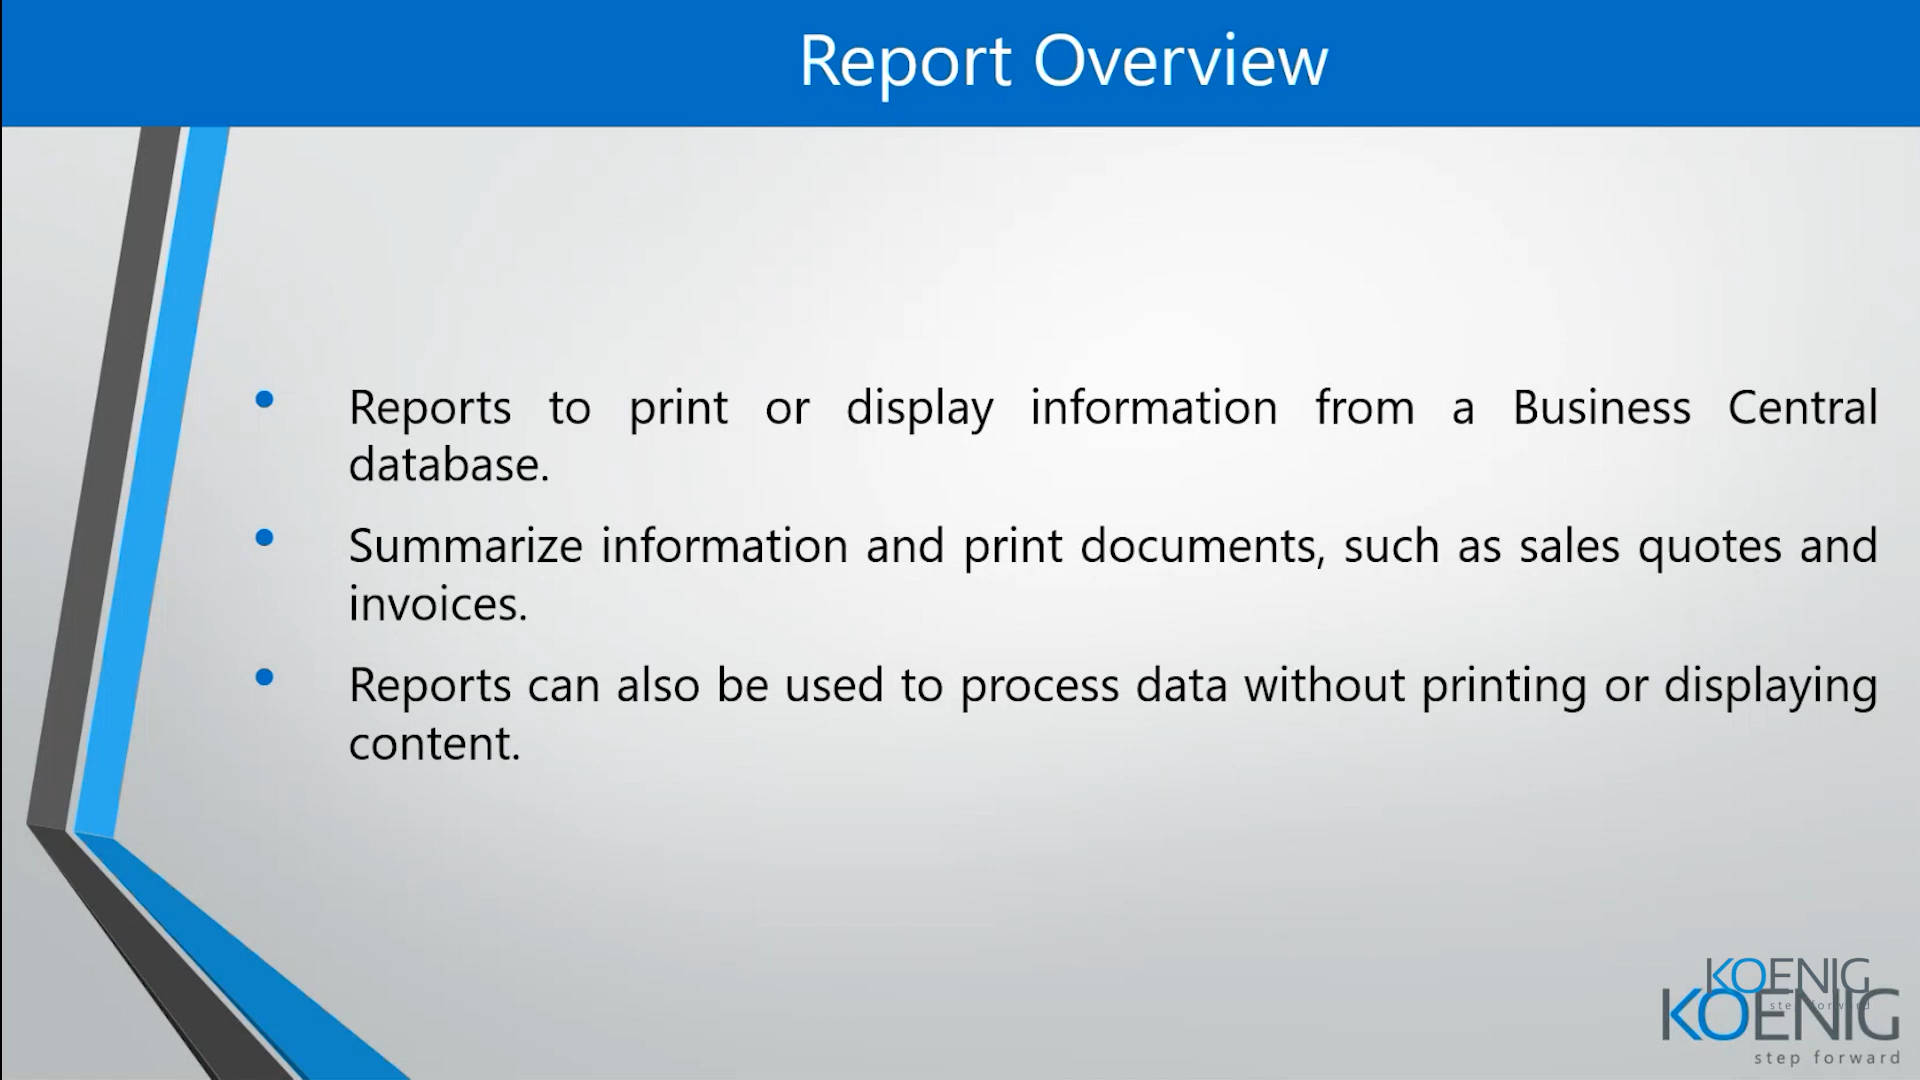 Report Overview
Reports to print or display information from a Business Central
database.
Summarize information and print documents, such as sales quotes and
invoices.
Reports can also be used to process data without printing or displaying
content.
KOENIG
step forward
KOENIG
step forward